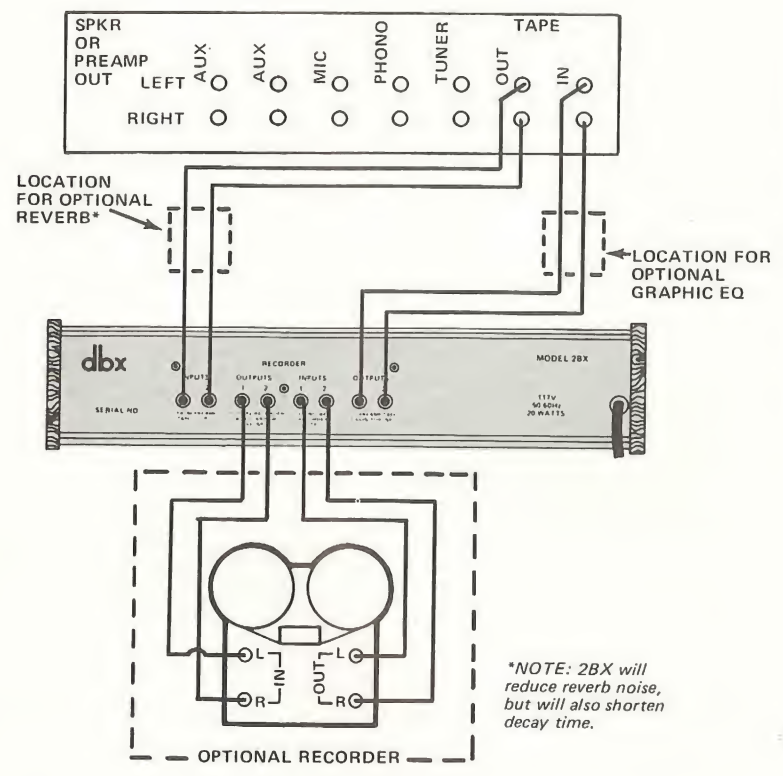 SPKR
OR
PREAMP
OUT
TAPE
AUX
AUX
MIC
PHONO
TUNER
OUT
IN
LEFT
RIGHT
LOCATION
FOR OPTIONAL
REVERB*
LOCATION FOR
OPTIONAL
GRAPHIC EQ
dbx
RECORDER
MODEL 2BX
INPUTS OUTPUTS INPUTS OUTPUTS
1 2 1 2
SERIAL NO
117V
50 60Hz
20 WATTS
L IN OUT L
R R
*NOTE: 2BX will
reduce reverb noise,
but will also shorten
decay time.
OPTIONAL RECORDER